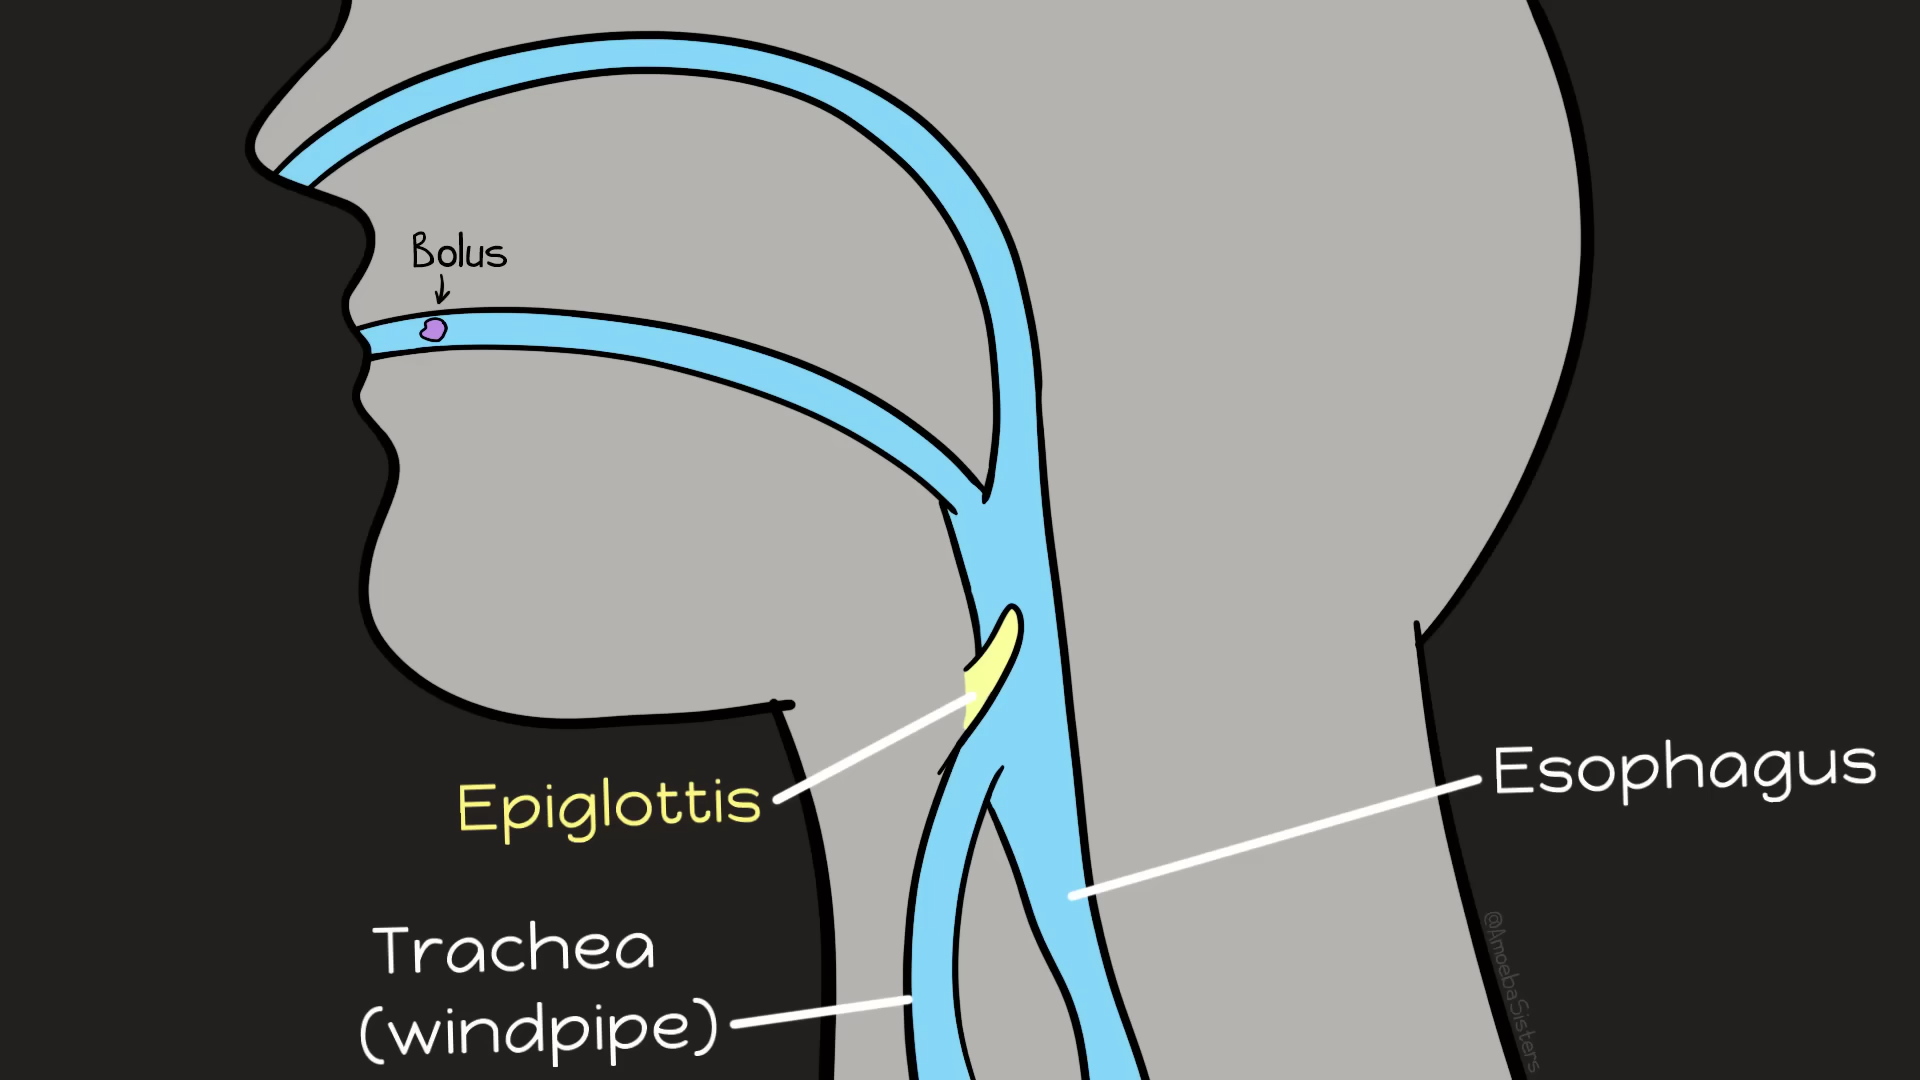 Bolus
Epiglottis
Esophagus
Trachea
(windpipe)
@AmoebaSisters